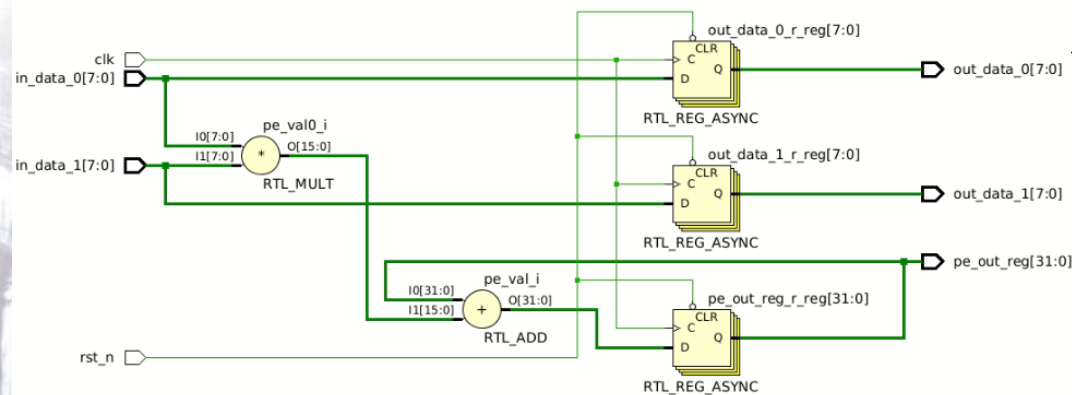 out_data_0_r_reg[7:0]
clk
CLR
C
in_data_0[7:0]
D
Q
out_data_0[7:0]
RTL_REG_ASYNC
pe_val0_i
I0[7:0]
I1[7:0]
*
O[15:0]
RTL_MULT
in_data_1[7:0]
out_data_1_r_reg[7:0]
CLR
C
D
Q
out_data_1[7:0]
RTL_REG_ASYNC
pe_out_reg[31:0]
pe_val_i
I0[31:0]
I1[15:0]
+
O[31:0]
RTL_ADD
pe_out_reg_r_reg[31:0]
CLR
C
D
Q
RTL_REG_ASYNC
rst_n